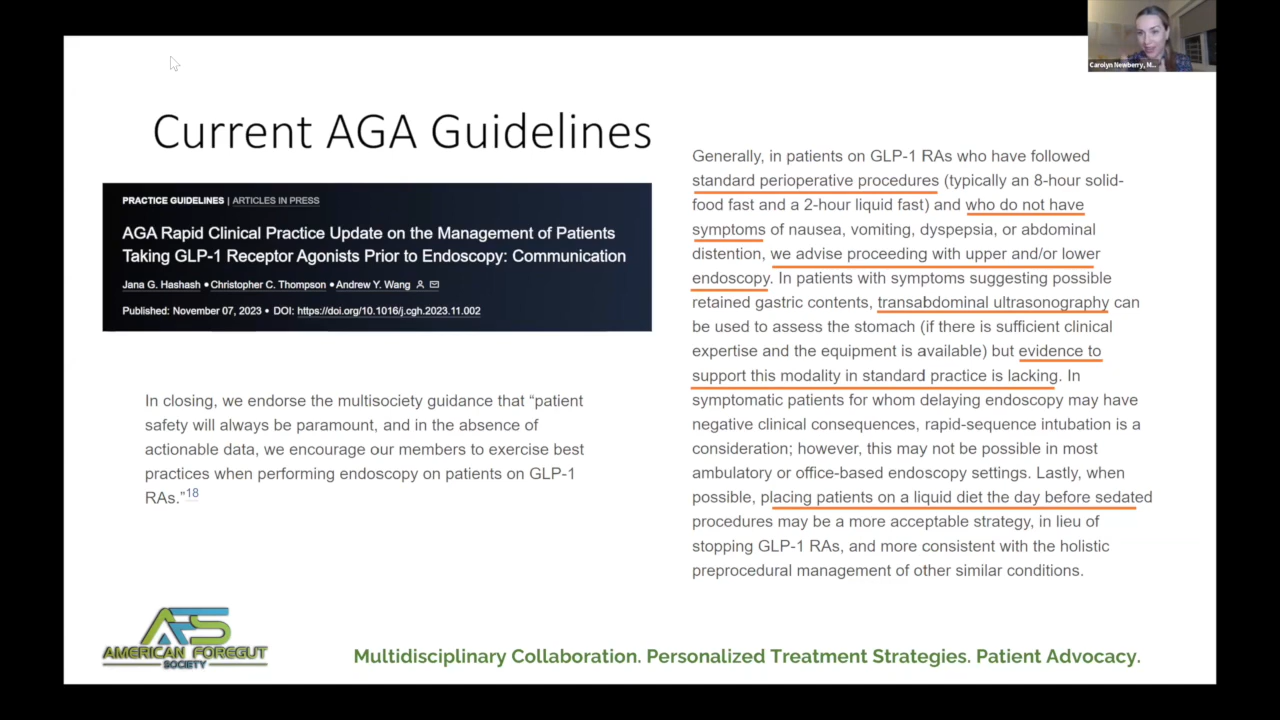 Carolyn Newberry, M...
Current AGA Guidelines
PRACTICE GUIDELINES | ARTICLES IN PRESS
AGA Rapid Clinical Practice Update on the Management of Patients
Taking GLP-1 Receptor Agonists Prior to Endoscopy: Communication
Jana G. Hashash • Christopher C. Thompson • Andrew Y. Wang
Published: November 07, 2023 • DOI: https://doi.org/10.1016/j.cgh.2023.11.002
In closing, we endorse the multisociety guidance that “patient
safety will always be paramount, and in the absence of
actionable data, we encourage our members to exercise best
practices when performing endoscopy on patients on GLP-1
RAs.”18
Generally, in patients on GLP-1 RAs who have followed
standard perioperative procedures (typically an 8-hour solid-
food fast and a 2-hour liquid fast) and who do not have
symptoms of nausea, vomiting, dyspepsia, or abdominal
distention, we advise proceeding with upper and/or lower
endoscopy. In patients with symptoms suggesting possible
retained gastric contents, transabdominal ultrasonography can
be used to assess the stomach (if there is sufficient clinical
expertise and the equipment is available) but evidence to
support this modality in standard practice is lacking. In
symptomatic patients for whom delaying endoscopy may have
negative clinical consequences, rapid-sequence intubation is a
consideration; however, this may not be possible in most
ambulatory or office-based endoscopy settings. Lastly, when
possible, placing patients on a liquid diet the day before sedated
procedures may be a more acceptable strategy, in lieu of
stopping GLP-1 RAs, and more consistent with the holistic
preprocedural management of other similar conditions.
AFS
AMERICAN FOREGUT
SOCIETY
Multidisciplinary Collaboration. Personalized Treatment Strategies. Patient Advocacy.